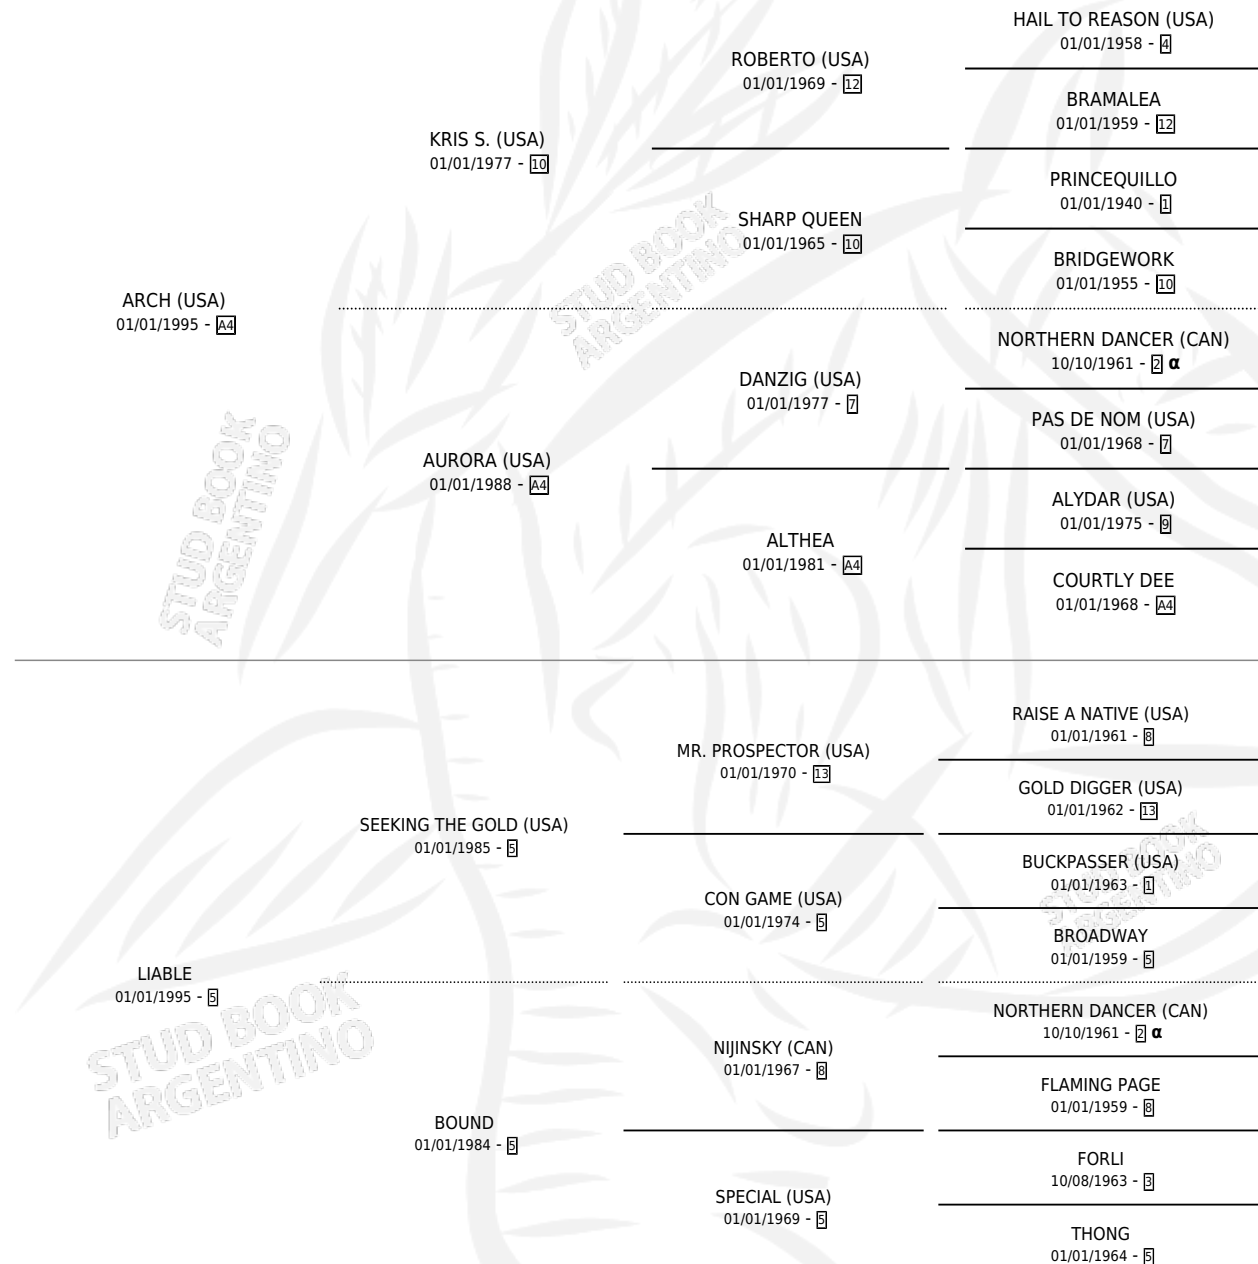 HAIL TO REASON (USA)
01/01/1958 - 4
ROBERTO (USA)
01/01/1969 - 12
BRAMALEA
01/01/1959 - 12
KRIS S. (USA)
01/01/1977 - 10
PRINCEQUILLO
01/01/1940 - 1
SHARP QUEEN
01/01/1965 - 10
BRIDGEWORK
01/01/1955 - 10
ARCH (USA)
01/01/1995 - A4
NORTHERN DANCER (CAN)
10/10/1961 - 2 α
DANZIG (USA)
01/01/1977 - 7
PAS DE NOM (USA)
01/01/1968 - 7
AURORA (USA)
01/01/1988 - A4
ALYDAR (USA)
01/01/1975 - 9
ALTHEA
01/01/1981 - A4
COURTLY DEE
01/01/1968 - A4
RAISE A NATIVE (USA)
01/01/1961 - 8
MR. PROSPECTOR (USA)
01/01/1970 - 13
GOLD DIGGER (USA)
01/01/1962 - 13
SEEKING THE GOLD (USA)
01/01/1985 - 5
BUCKPASSER (USA)
01/01/1963 - 1
CON GAME (USA)
01/01/1974 - 5
BROADWAY
01/01/1959 - 5
LIABLE
01/01/1995 - 5
NORTHERN DANCER (CAN)
10/10/1961 - 2 α
NIJINSKY (CAN)
01/01/1967 - 8
FLAMING PAGE
01/01/1959 - 8
BOUND
01/01/1984 - 5
FORLI
10/08/1963 - 3
SPECIAL (USA)
01/01/1969 - 5
THONG
01/01/1964 - 5
STUD BOOK
ARGENTINO
STUD BOOK
ARGENTINO
STUD BOOK
ARGENTINO
STUD BOOK
ARGENTINO